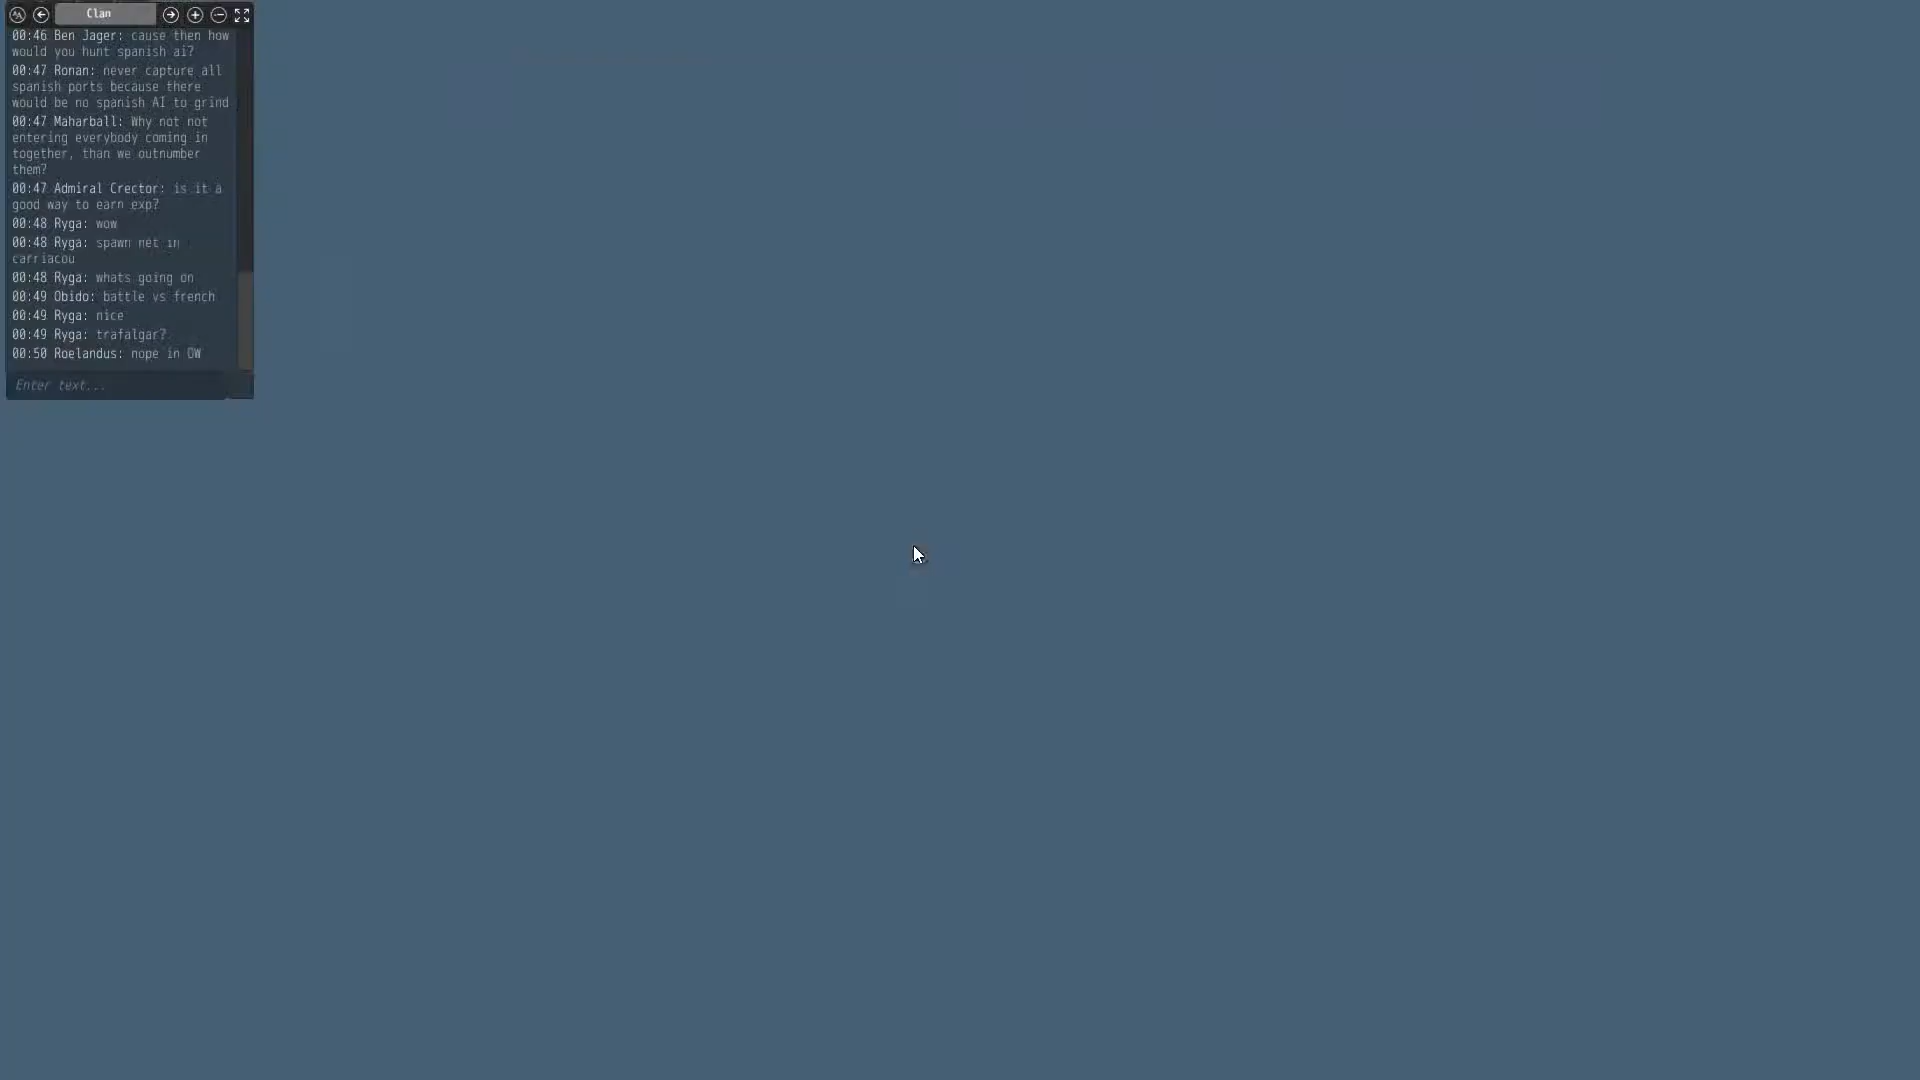 Clan
00:46 Ben Jager: cause then how
would you hunt spanish ai?
00:47 Ronan: never capture all
spanish ports because there
would be no spanish AI to grind
00:47 Maharball: Why not not
entering everybody coming in
together, than we outnumber
them?
00:47 Admiral Crector: is it a
good way to earn exp?
00:48 Ryga: wow
00:48 Ryga: spawn net in
carriacou
00:48 Ryga: whats going on
00:49 Obido: battle vs french
00:49 Ryga: nice
00:49 Ryga: trafalgar?
00:50 Roelandus: nope in OW
Enter text...